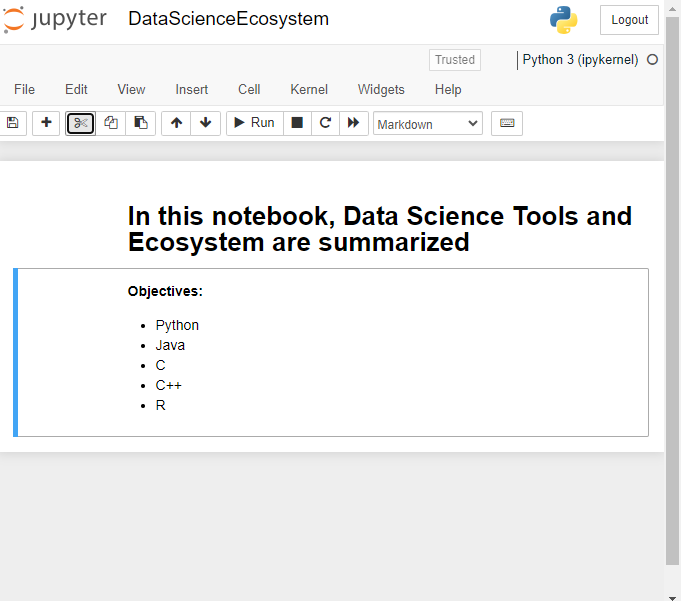 jupyter DataScienceEcosystem Logout
Trusted Python 3 (ipykernel)
File Edit View Insert Cell Kernel Widgets Help
Run Markdown
In this notebook, Data Science Tools and
Ecosystem are summarized
Objectives:
Python
Java
C
C++
R